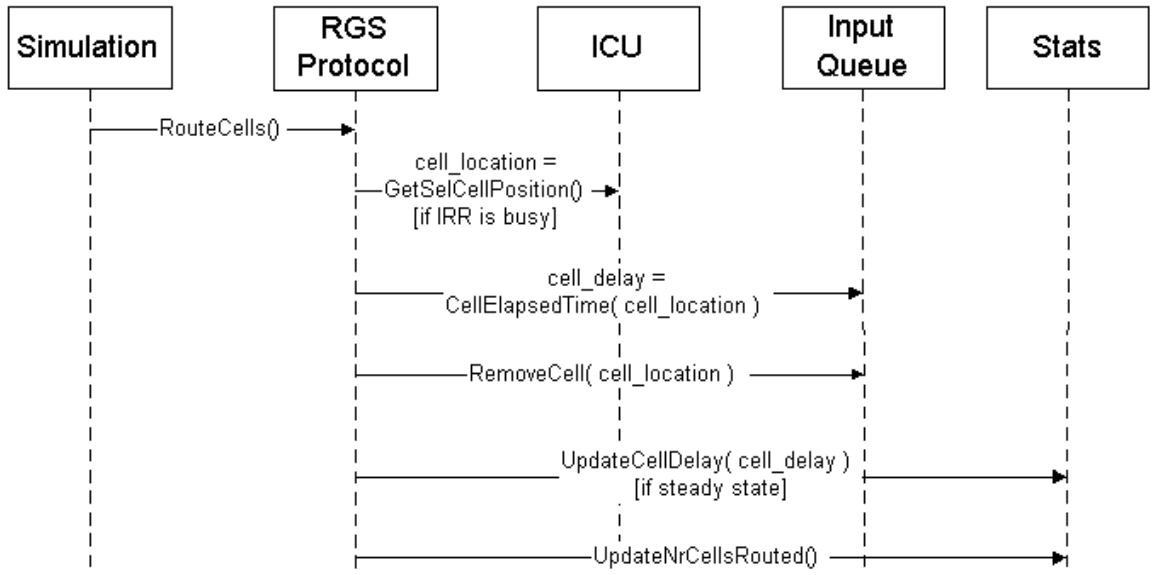 Simulation
RGS
Protocol
ICU
Input
Queue
Stats
RouteCells()
cell_location =
GetSelCellPosition()
[if IRR is busy]
cell_delay =
CellElapsedTime( cell_location )
RemoveCell( cell_location )
UpdateCellDelay( cell_delay )
[if steady state]
UpdateNrCellsRouted()